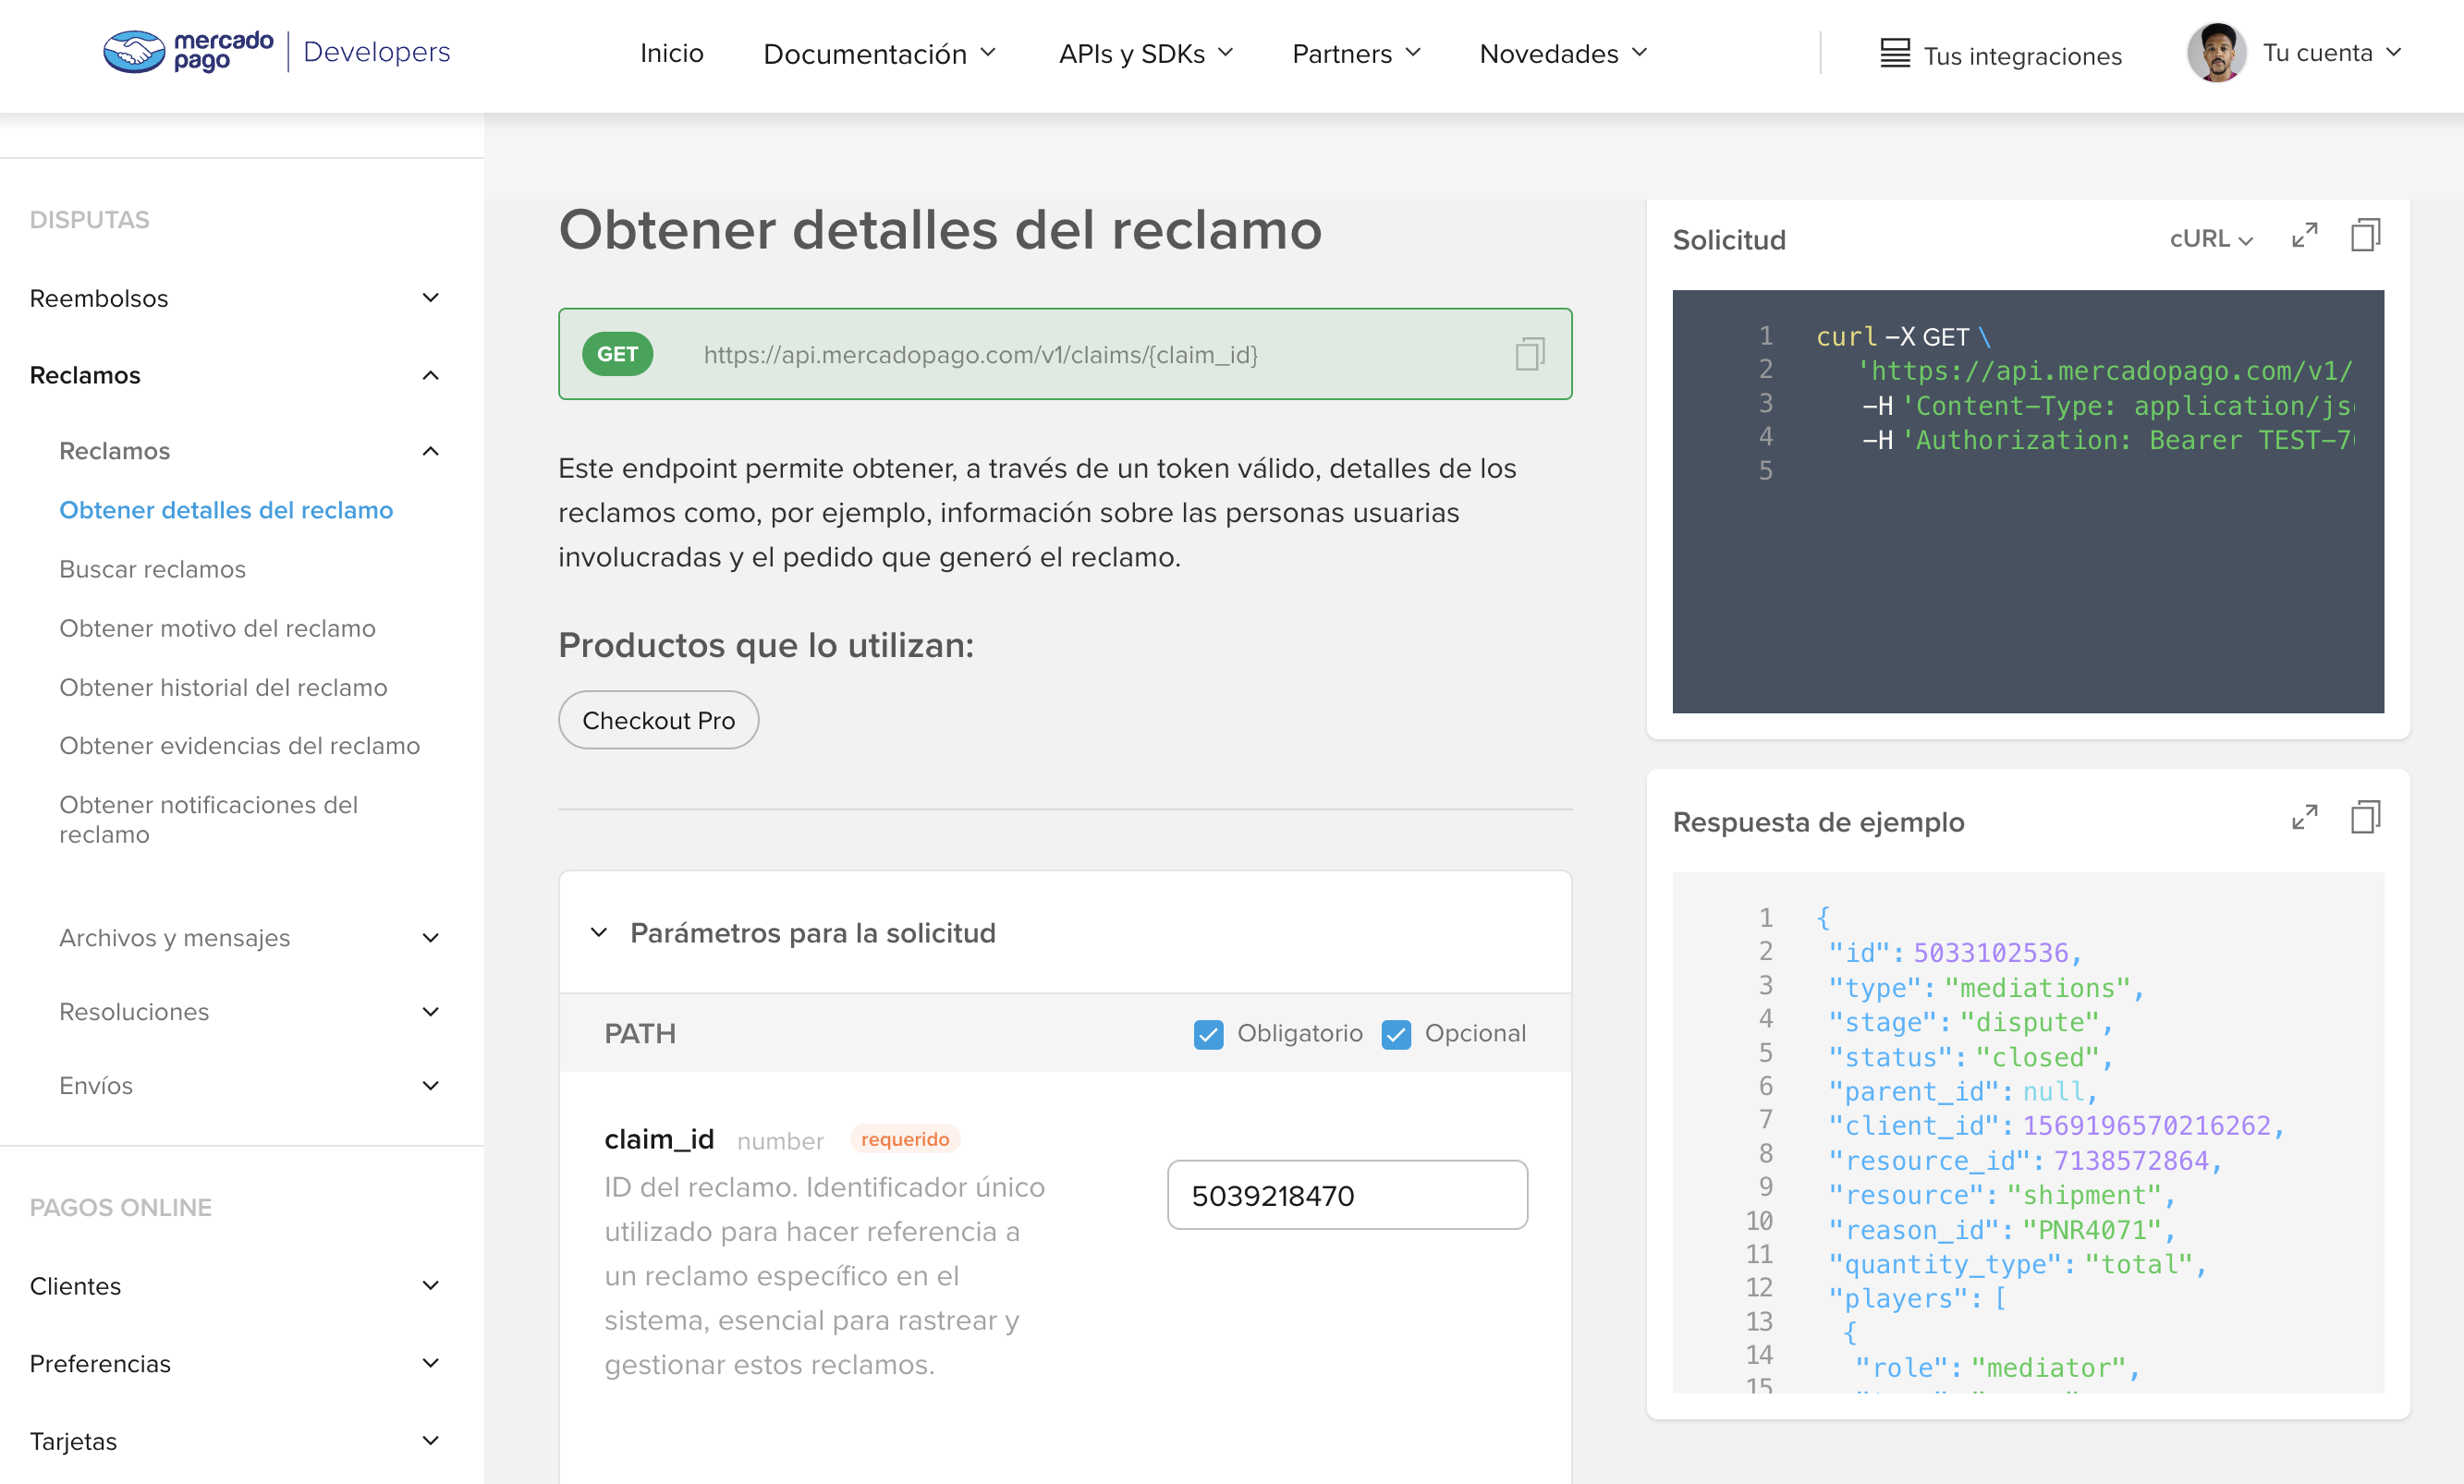 mercado
pago
Developers
Inicio
Documentación
APIs y SDKs
Partners
Novedades
Tus integraciones
Tu cuenta
DISPUTAS
Reembolsos
Reclamos
Reclamos
Obtener detalles del reclamo
Buscar reclamos
Obtener motivo del reclamo
Obtener historial del reclamo
Obtener evidencias del reclamo
Obtener notificaciones del
reclamo
Archivos y mensajes
Resoluciones
Envíos
PAGOS ONLINE
Clientes
Preferencias
Tarjetas
Obtener detalles del reclamo
GET https://api.mercadopago.com/v1/claims/{claim_id}
Este endpoint permite obtener, a través de un token válido, detalles de los
reclamos como, por ejemplo, información sobre las personas usuarias
involucradas y el pedido que generó el reclamo.
Productos que lo utilizan:
Checkout Pro
Parámetros para la solicitud
PATH
Obligatorio
Opcional
claim_id number requerido
ID del reclamo. Identificador único
utilizado para hacer referencia a
un reclamo específico en el
sistema, esencial para rastrear y
gestionar estos reclamos.
5039218470
Solicitud
cURL
1 curl -X GET \
2 'https://api.mercadopago.com/v1/
3 -H 'Content-Type: application/js
4 -H 'Authorization: Bearer TEST-7
5
Respuesta de ejemplo
1 {
2 "id": 5033102536,
3 "type": "mediations",
4 "stage": "dispute",
5 "status": "closed",
6 "parent_id": null,
7 "client_id": 1569196570216262,
8 "resource_id": 7138572864,
9 "resource": "shipment",
10 "reason_id": "PNR4071",
11 "quantity_type": "total",
12 "players": [
13 {
14 "role": "mediator",
15